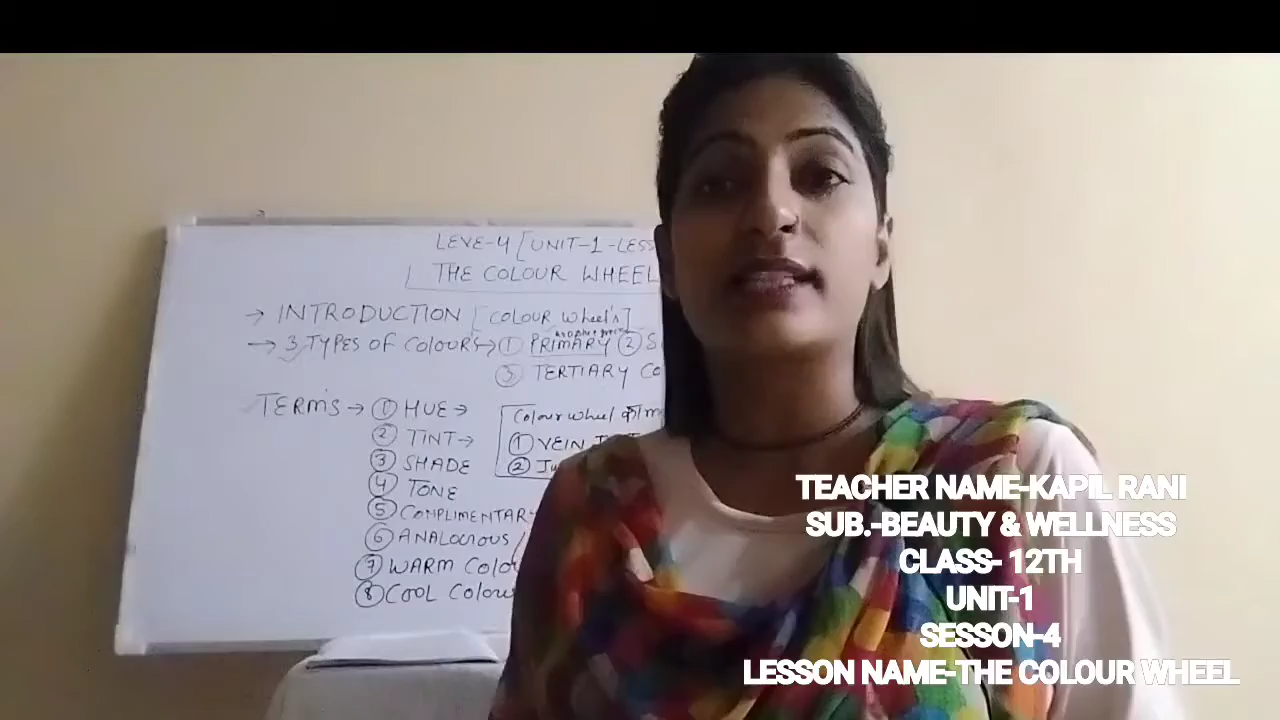 LEVE-4 [UNIT-1-LESS
THE COLOUR WHEEL
→ INTRODUCTION [COLOUR Wheel's]
→ 3 TYPES OF COLOURS→ ① PRIMARY ② S
③ TERTIARY CO
TERM'S → ① HUE →
② TINT→
③ SHADE
④ TONE
⑤ COMPLIMENTARY
⑥ ANALOGOUS
⑦ WARM COLO
⑧ COOL COLOU
Colour wheel
① VEIN
②
TEACHER NAME-KAPIL RANI
SUB.-BEAUTY & WELLNESS
CLASS- 12TH
UNIT-1
SESSON-4
LESSON NAME-THE COLOUR WHEEL